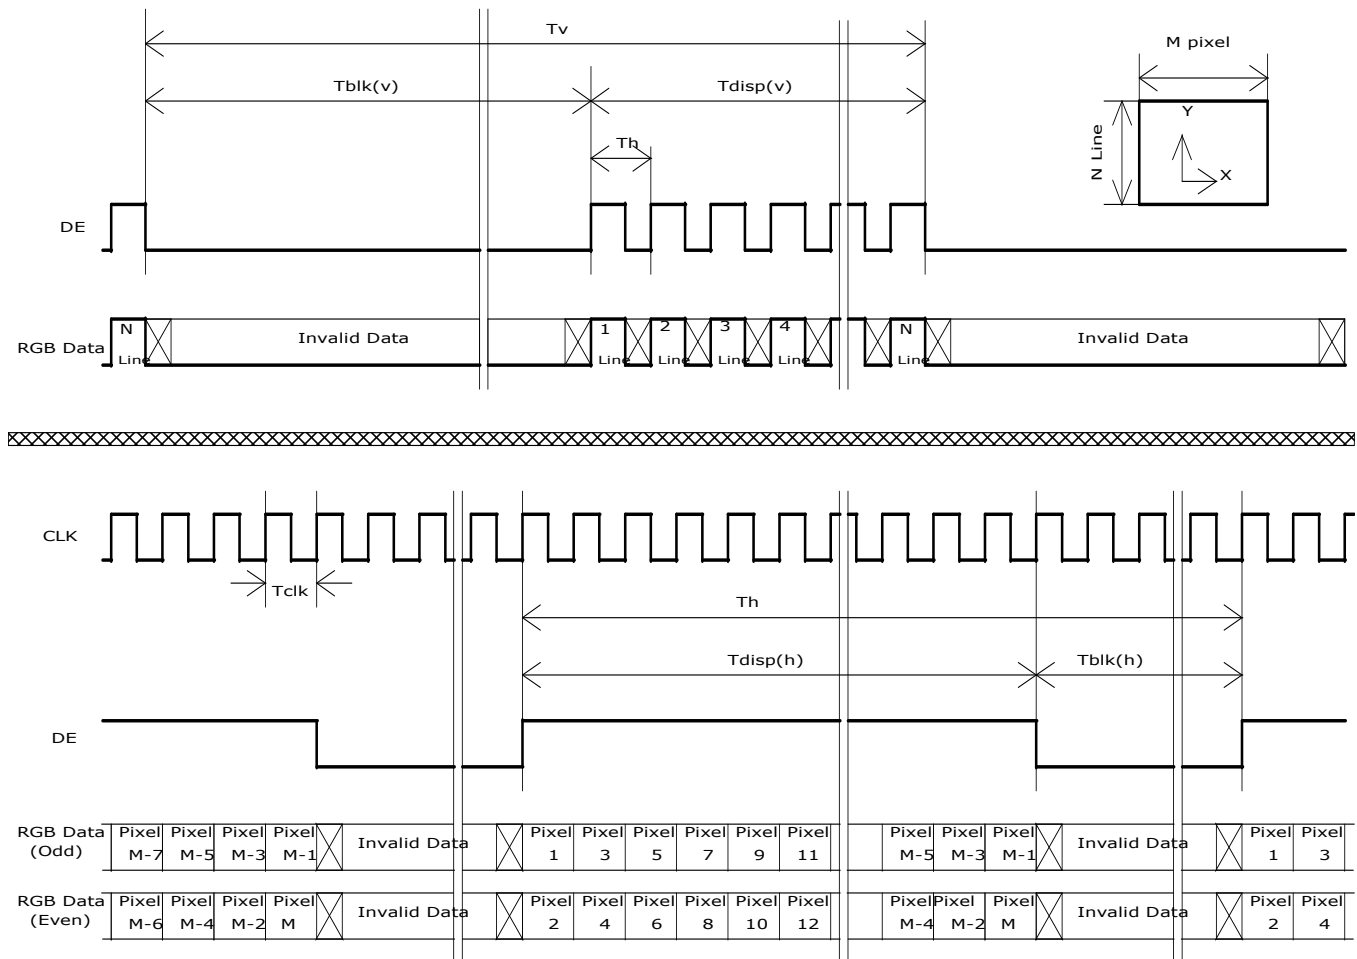 Tv
M pixel
Tblk(v) Tdisp(v)
Th
N Line
Y
X
DE
RGB Data
N Line Invalid Data 1 Line 2 Line 3 Line 4 Line N Line Invalid Data
CLK
Tclk
Th
Tdisp(h) Tblk(h)
DE
RGB Data (Odd)
Pixel M-7 Pixel M-5 Pixel M-3 Pixel M-1 Invalid Data Pixel 1 Pixel 3 Pixel 5 Pixel 7 Pixel 9 Pixel 11 Pixel M-5 Pixel M-3 Pixel M-1 Invalid Data Pixel 1 Pixel 3
RGB Data (Even)
Pixel M-6 Pixel M-4 Pixel M-2 Pixel M Invalid Data Pixel 2 Pixel 4 Pixel 6 Pixel 8 Pixel 10 Pixel 12 Pixel M-4 Pixel M-2 Pixel M Invalid Data Pixel 2 Pixel 4